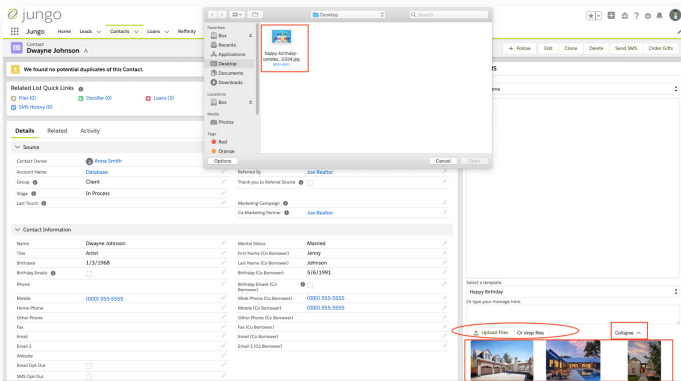 jungo
Jungo
Home
Leads
Contacts
Loans
Refinity
Contact
Dwayne Johnson
+ Follow
Edit
Clone
Delete
Send SMS
Order Gifts
We found no potential duplicates of this Contact.
Related List Quick Links
Files (0)
DocsBar (0)
Loans (3)
SMS History (0)
Details
Related
Activity
Source
Contact Owner
Anna Smith
Account Name
Database
Referred By
Joe Realtor
Group
Client
Thank you to Referral Source
Stage
In Process
Last Touch
Marketing Campaign
Co-Marketing Partner
Joe Realtor
Contact Information
Name
Dwayne Johnson
Marital Status
Married
Title
Artist
First Name (Co Borrower)
Jenny
Birthdate
1/3/1968
Last Name (Co Borrower)
Johnson
Birthday Emails
Birthday (Co Borrower)
5/6/1991
Phone
Birthday Emails (Co
Borrower)
Mobile
(000) 555-5555
Work Phone (Co Borrower)
(000) 555-5555
Home Phone
Mobile (Co Borrower)
(000) 555-5555
Other Phone
Other Phone (Co Borrower)
Fax
Fax (Co Borrower)
Email
Email (Co Borrower)
Email 2
Email 2 (Co Borrower)
Website
Email Opt Out
SMS Opt Out
Desktop
Search
Favorites
Box
Recents
Applications
Desktop
Documents
Downloads
Locations
Box
Media
Photos
Tags
Red
Orange
happy-birthday-
candles...0334.jpg
Options
Cancel
Open
Select a template:
Happy Birthday
Or type your message here:
Upload Files
Or drop files
Collapse